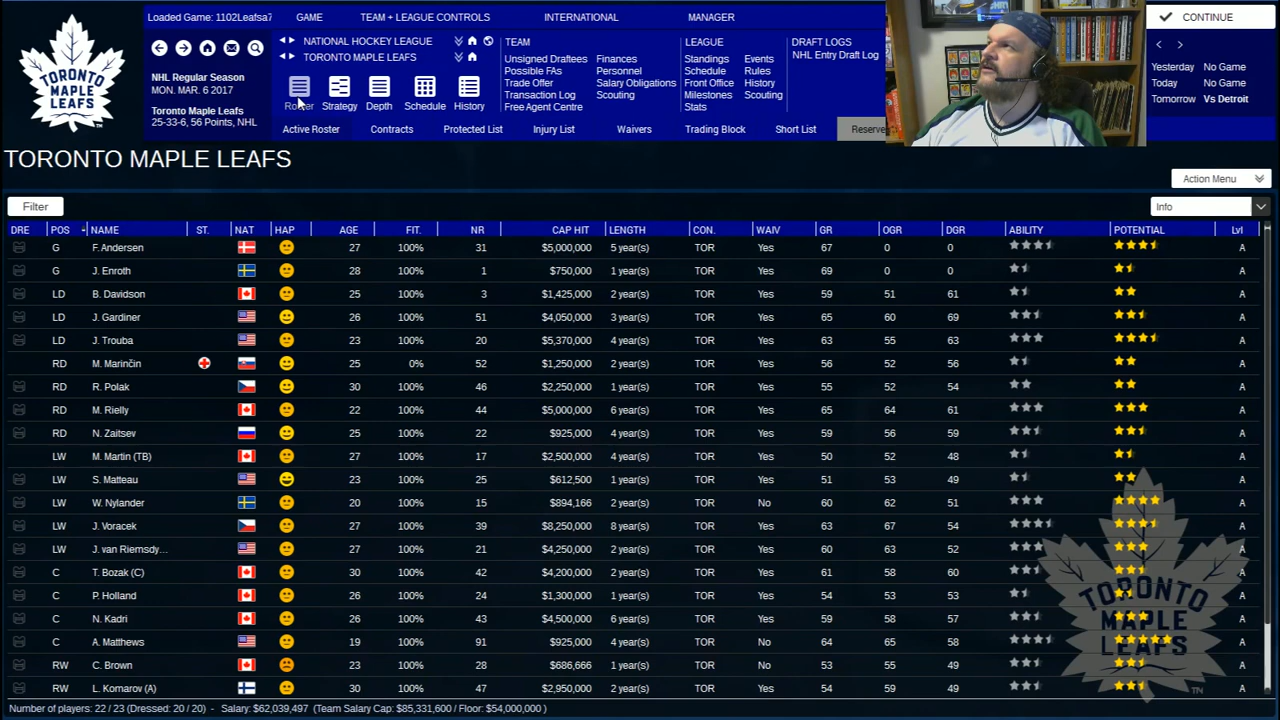 TORONTO
MAPLE
LEAFS
Loaded Game: 1102Leafsa7
GAME TEAM + LEAGUE CONTROLS INTERNATIONAL MANAGER
CONTINUE
NATIONAL HOCKEY LEAGUE
TORONTO MAPLE LEAFS
NHL Regular Season
MON. MAR. 6 2017
Toronto Maple Leafs
25-33-6, 56 Points, NHL
Roster Strategy Depth Schedule History
TEAM
Unsigned Draftees Finances
Possible FAs Personnel
Trade Offer Salary Obligations
Transaction Log Scouting
Free Agent Centre
LEAGUE
Standings Events
Schedule Rules
Front Office History
Milestones Scouting
Stats
DRAFT LOGS
NHL Entry Draft Log
Yesterday No Game
Today No Game
Tomorrow Vs Detroit
Active Roster Contracts Protected List Injury List Waivers Trading Block Short List Reserve
TORONTO MAPLE LEAFS
Action Menu
Filter
Info
DRE POS NAME ST. NAT HAP AGE FIT. NR CAP HIT LENGTH CON. WAIV GR OGR DGR ABILITY POTENTIAL Lvl
G F. Andersen 27 100% 31 $5,000,000 5 year(s) TOR Yes 67 0 0 A
G J. Enroth 28 100% 1 $750,000 1 year(s) TOR Yes 69 0 0 A
LD B. Davidson 25 100% 3 $1,425,000 2 year(s) TOR Yes 59 51 61 A
LD J. Gardiner 26 100% 51 $4,050,000 3 year(s) TOR Yes 65 60 69 A
LD J. Trouba 23 100% 20 $5,370,000 4 year(s) TOR Yes 63 55 63 A
RD M. Marinčin 25 0% 52 $1,250,000 2 year(s) TOR Yes 56 52 56 A
RD R. Polak 30 100% 46 $2,250,000 1 year(s) TOR Yes 55 52 54 A
RD M. Rielly 22 100% 44 $5,000,000 6 year(s) TOR Yes 65 64 61 A
RD N. Zaitsev 25 100% 22 $925,000 4 year(s) TOR Yes 59 56 59 A
LW M. Martin (TB) 27 100% 17 $2,500,000 4 year(s) TOR Yes 50 52 48 A
LW S. Matteau 23 100% 25 $612,500 1 year(s) TOR Yes 51 53 49 A
LW W. Nylander 20 100% 15 $894,166 2 year(s) TOR No 60 62 51 A
LW J. Voracek 27 100% 39 $8,250,000 8 year(s) TOR Yes 63 67 54 A
LW J. van Riemsdy... 27 100% 21 $4,250,000 2 year(s) TOR Yes 60 63 52 A
C T. Bozak (C) 30 100% 42 $4,200,000 2 year(s) TOR Yes 61 58 60 A
C P. Holland 26 100% 24 $1,300,000 1 year(s) TOR Yes 54 53 53 A
C N. Kadri 26 100% 43 $4,500,000 6 year(s) TOR Yes 59 58 57 A
C A. Matthews 19 100% 91 $925,000 4 year(s) TOR No 64 65 58 A
RW C. Brown 23 100% 28 $686,666 1 year(s) TOR No 53 55 49 A
RW L. Komarov (A) 30 100% 47 $2,950,000 2 year(s) TOR Yes 54 59 49 A
TORONTO
MAPLE
LEAFS
TM
Number of players: 22 / 23 (Dressed: 20 / 20) - Salary: $62,039,497 (Team Salary Cap: $85,331,600 / Floor: $54,000,000 )